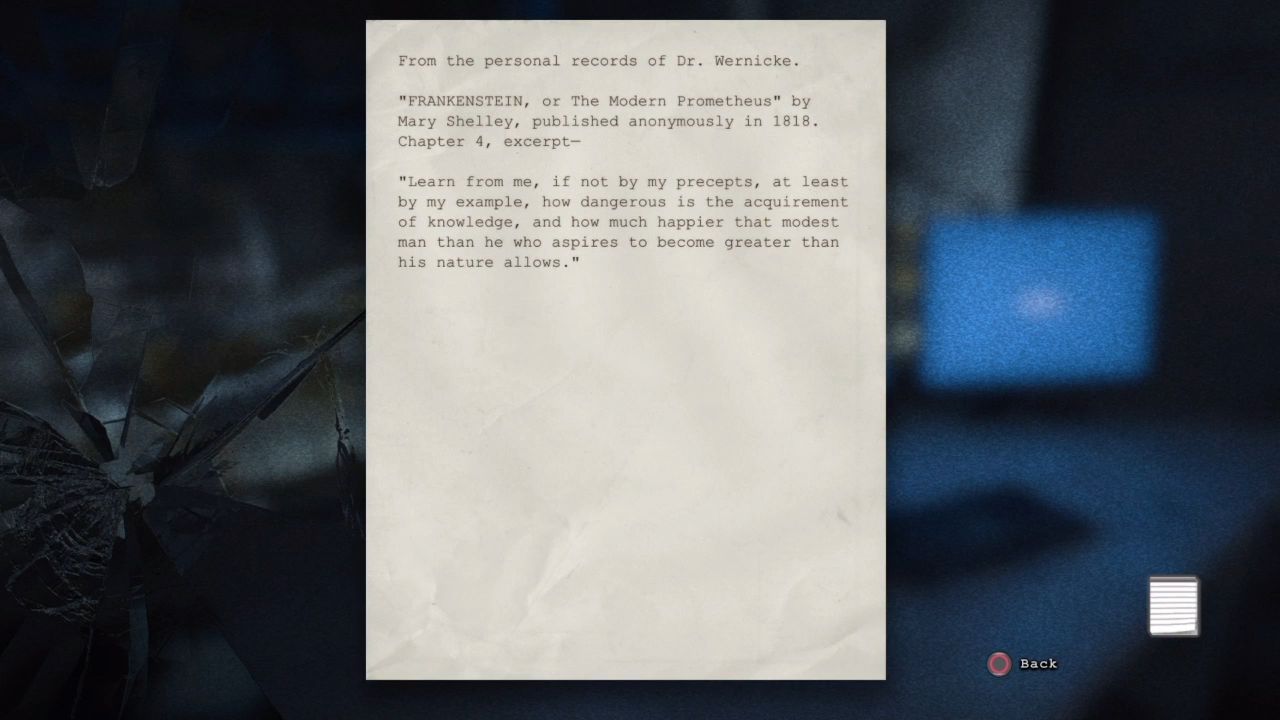 From the personal records of Dr. Wernicke.
"FRANKENSTEIN, or The Modern Prometheus" by
Mary Shelley, published anonymously in 1818.
Chapter 4, excerpt—
"Learn from me, if not by my precepts, at least
by my example, how dangerous is the acquirement
of knowledge, and how much happier that modest
man than he who aspires to become greater than
his nature allows."
Back